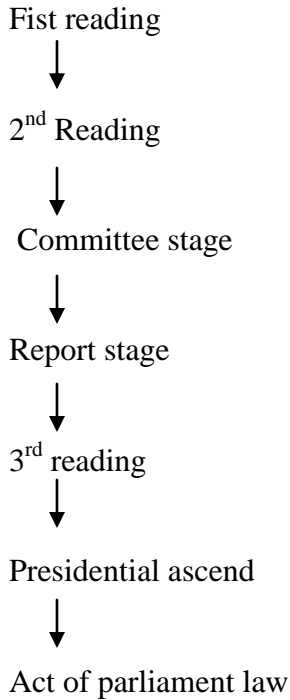 Fist reading
2nd Reading
Committee stage
Report stage
3rd reading
Presidential ascend
Act of parliament law